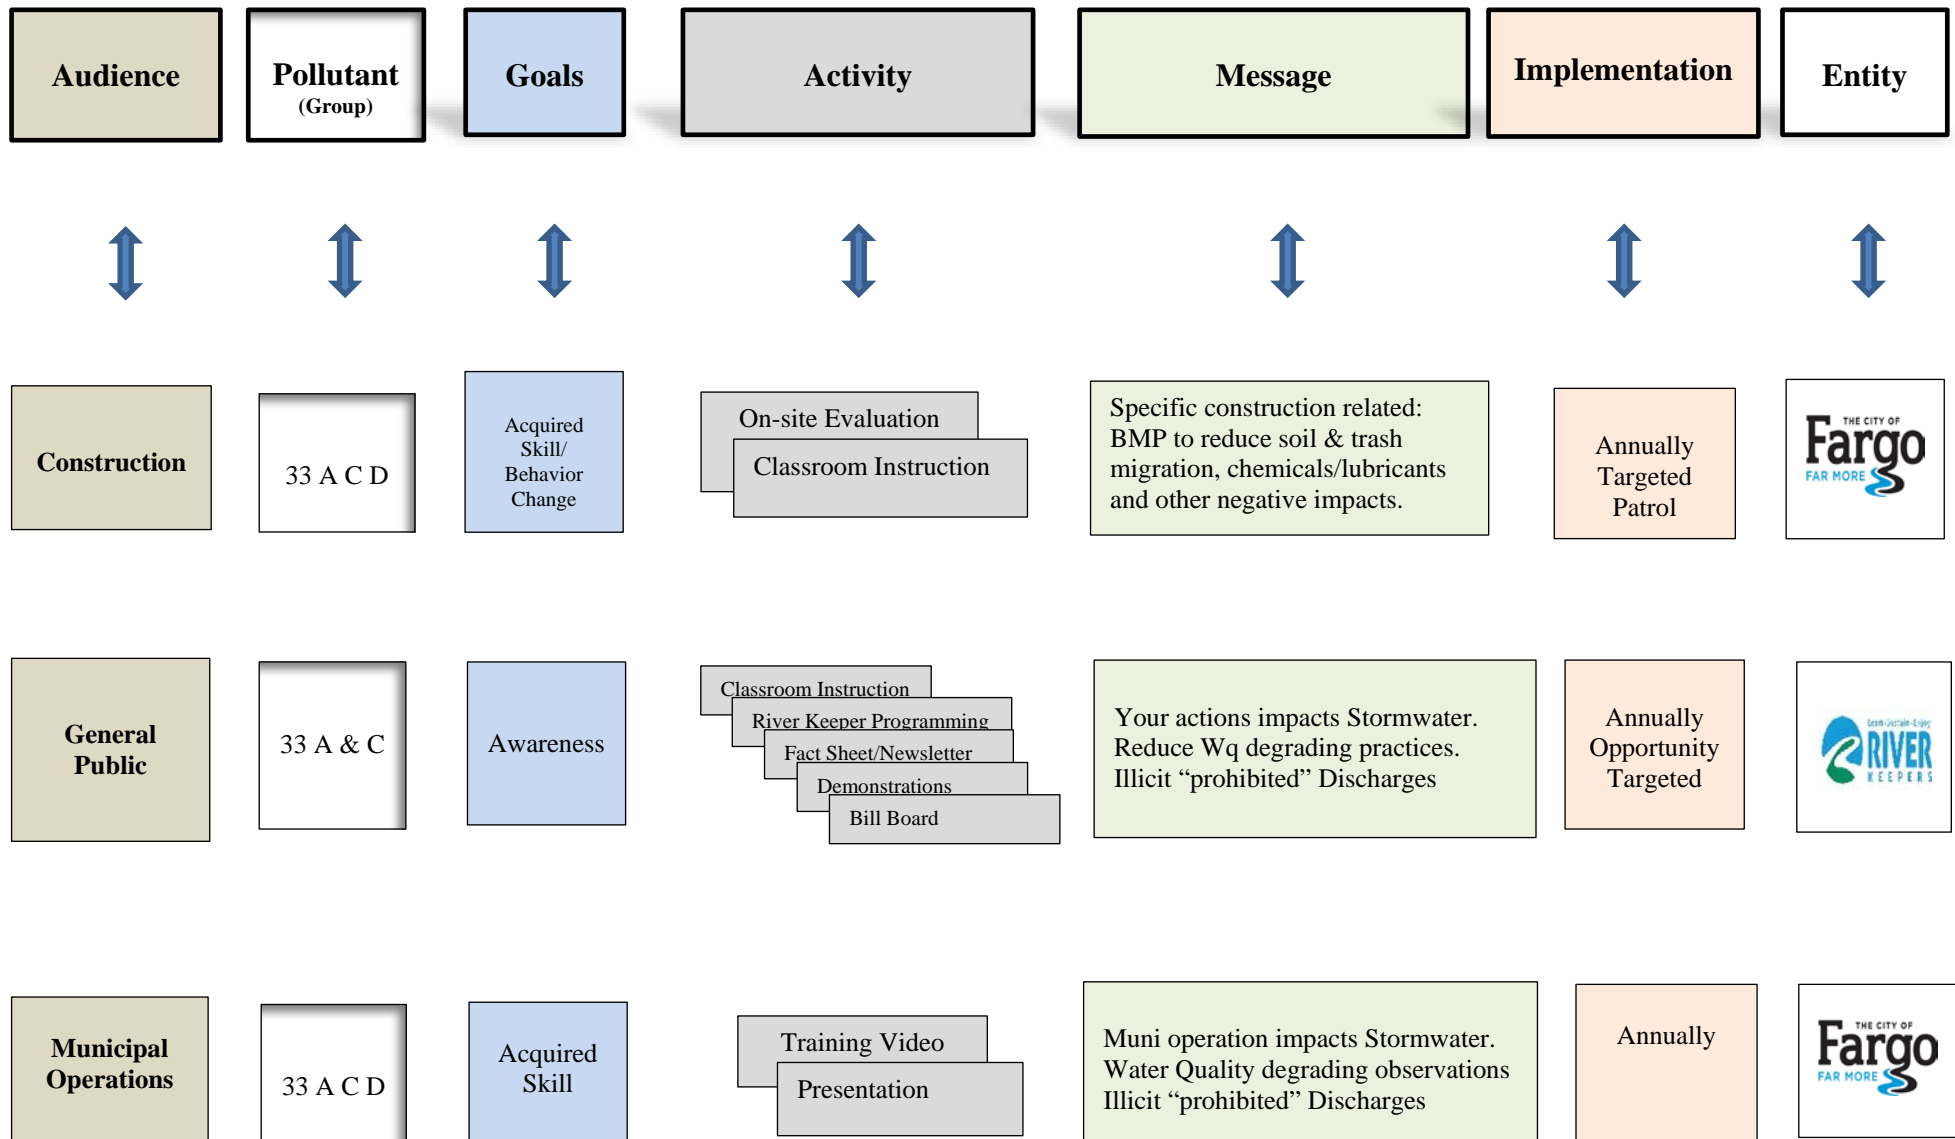 Audience
Pollutant
(Group)
Goals
Activity
Message
Implementation
Entity
Construction
33 A C D
Acquired
Skill/
Behavior
Change
On-site Evaluation
Classroom Instruction
Specific construction related:
BMP to reduce soil & trash
migration, chemicals/lubricants
and other negative impacts.
Annually
Targeted
Patrol
THE CITY OF
Fargo
FAR MORE
General
Public
33 A & C
Awareness
Classroom Instruction
River Keeper Programming
Fact Sheet/Newsletter
Demonstrations
Bill Board
Your actions impacts Stormwater.
Reduce Wq degrading practices.
Illicit “prohibited” Discharges
Annually
Opportunity
Targeted
Learn-Sustain-Enjoy
RIVER
KEEPERS
Municipal
Operations
33 A C D
Acquired
Skill
Training Video
Presentation
Muni operation impacts Stormwater.
Water Quality degrading observations
Illicit “prohibited” Discharges
Annually
THE CITY OF
Fargo
FAR MORE